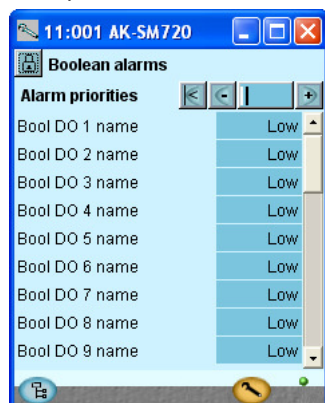 11:001 AK-SM720
Boolean alarms
Alarm priorities
Bool DO 1 name Low
Bool DO 2 name Low
Bool DO 3 name Low
Bool DO 4 name Low
Bool DO 5 name Low
Bool DO 6 name Low
Bool DO 7 name Low
Bool DO 8 name Low
Bool DO 9 name Low